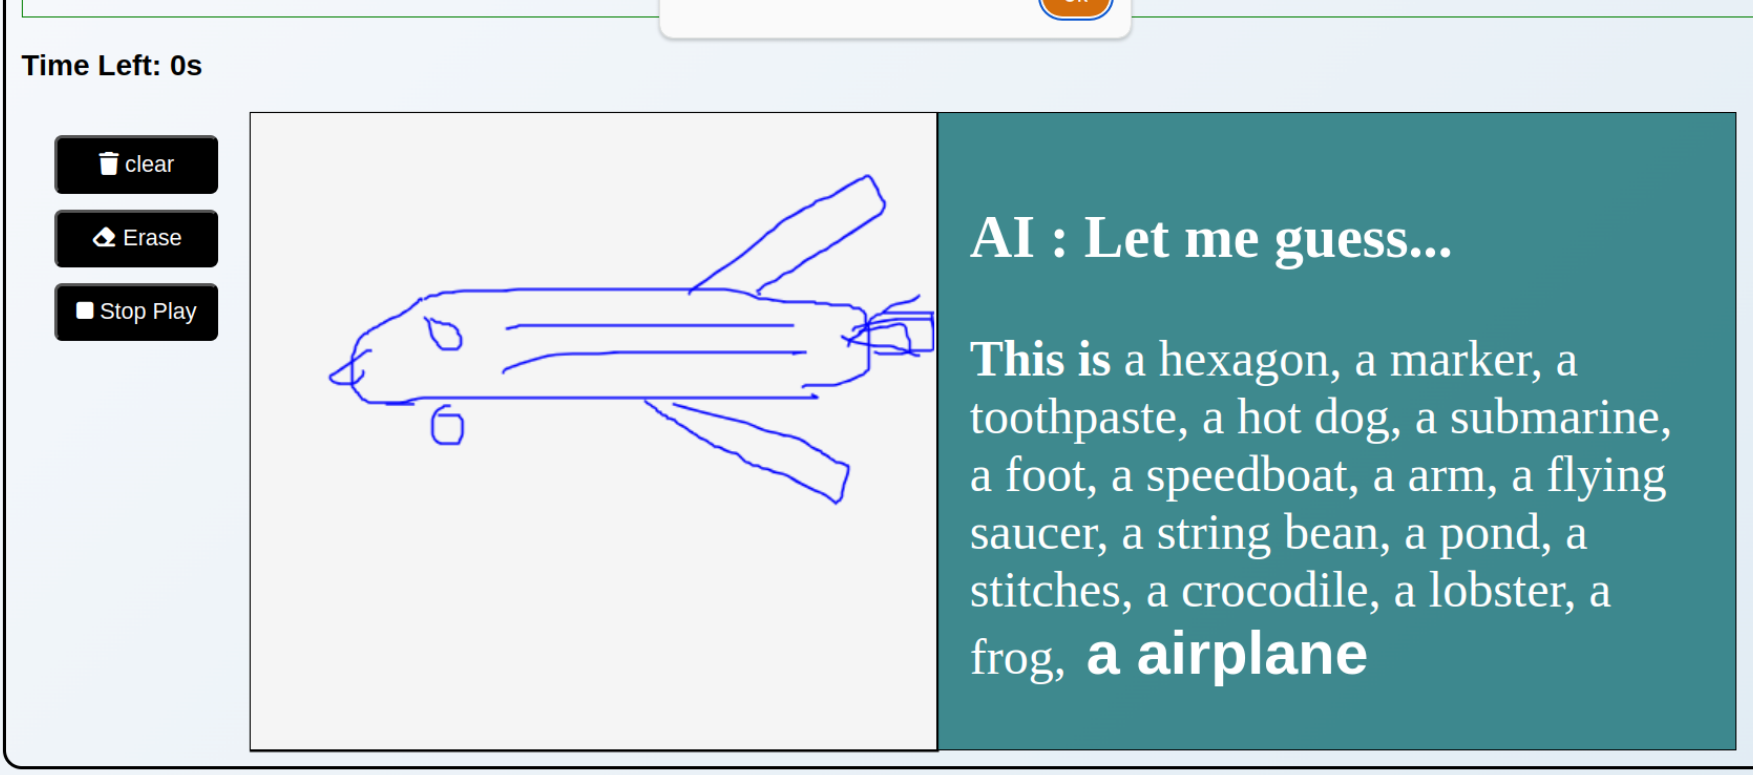 Time Left: 0s
clear
Erase
Stop Play
AI : Let me guess...
This is a hexagon, a marker, a
toothpaste, a hot dog, a submarine,
a foot, a speedboat, a arm, a flying
saucer, a string bean, a pond, a
stitches, a crocodile, a lobster, a
frog, a airplane